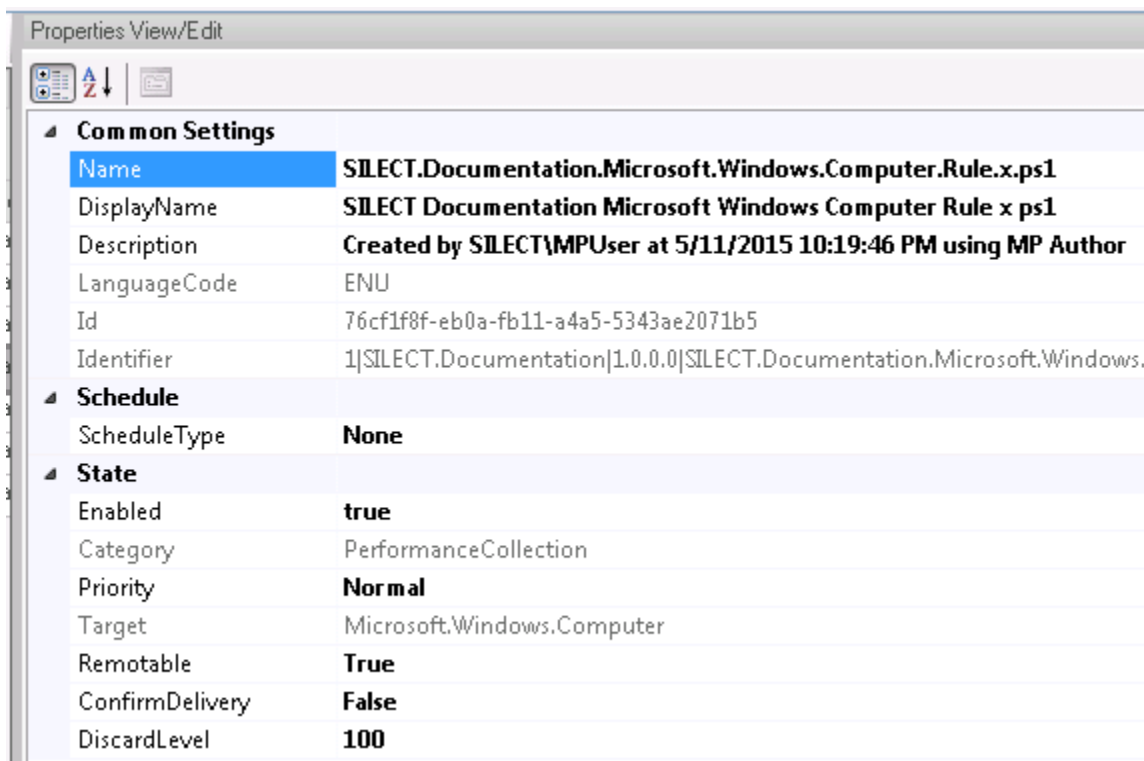 Properties View/Edit
Common Settings
Name SILECT.Documentation.Microsoft.Windows.Computer.Rule.x.ps1
DisplayName SILECT Documentation Microsoft Windows Computer Rule x ps1
Description Created by SILECT\MPUser at 5/11/2015 10:19:46 PM using MP Author
LanguageCode ENU
Id 76cf1f8f-eb0a-fb11-a4a5-5343ae2071b5
Identifier 1|SILECT.Documentation|1.0.0.0|SILECT.Documentation.Microsoft.Windows.
Schedule
ScheduleType None
State
Enabled true
Category PerformanceCollection
Priority Normal
Target Microsoft.Windows.Computer
Remotable True
ConfirmDelivery False
DiscardLevel 100